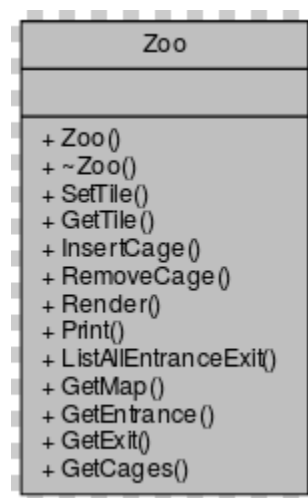 Zoo
+ Zoo()
+ ~Zoo()
+ SetTile()
+ GetTile()
+ InsertCage()
+ RemoveCage()
+ Render()
+ Print()
+ ListAllEntranceExit()
+ GetMap()
+ GetEntrance()
+ GetExit()
+ GetCages()